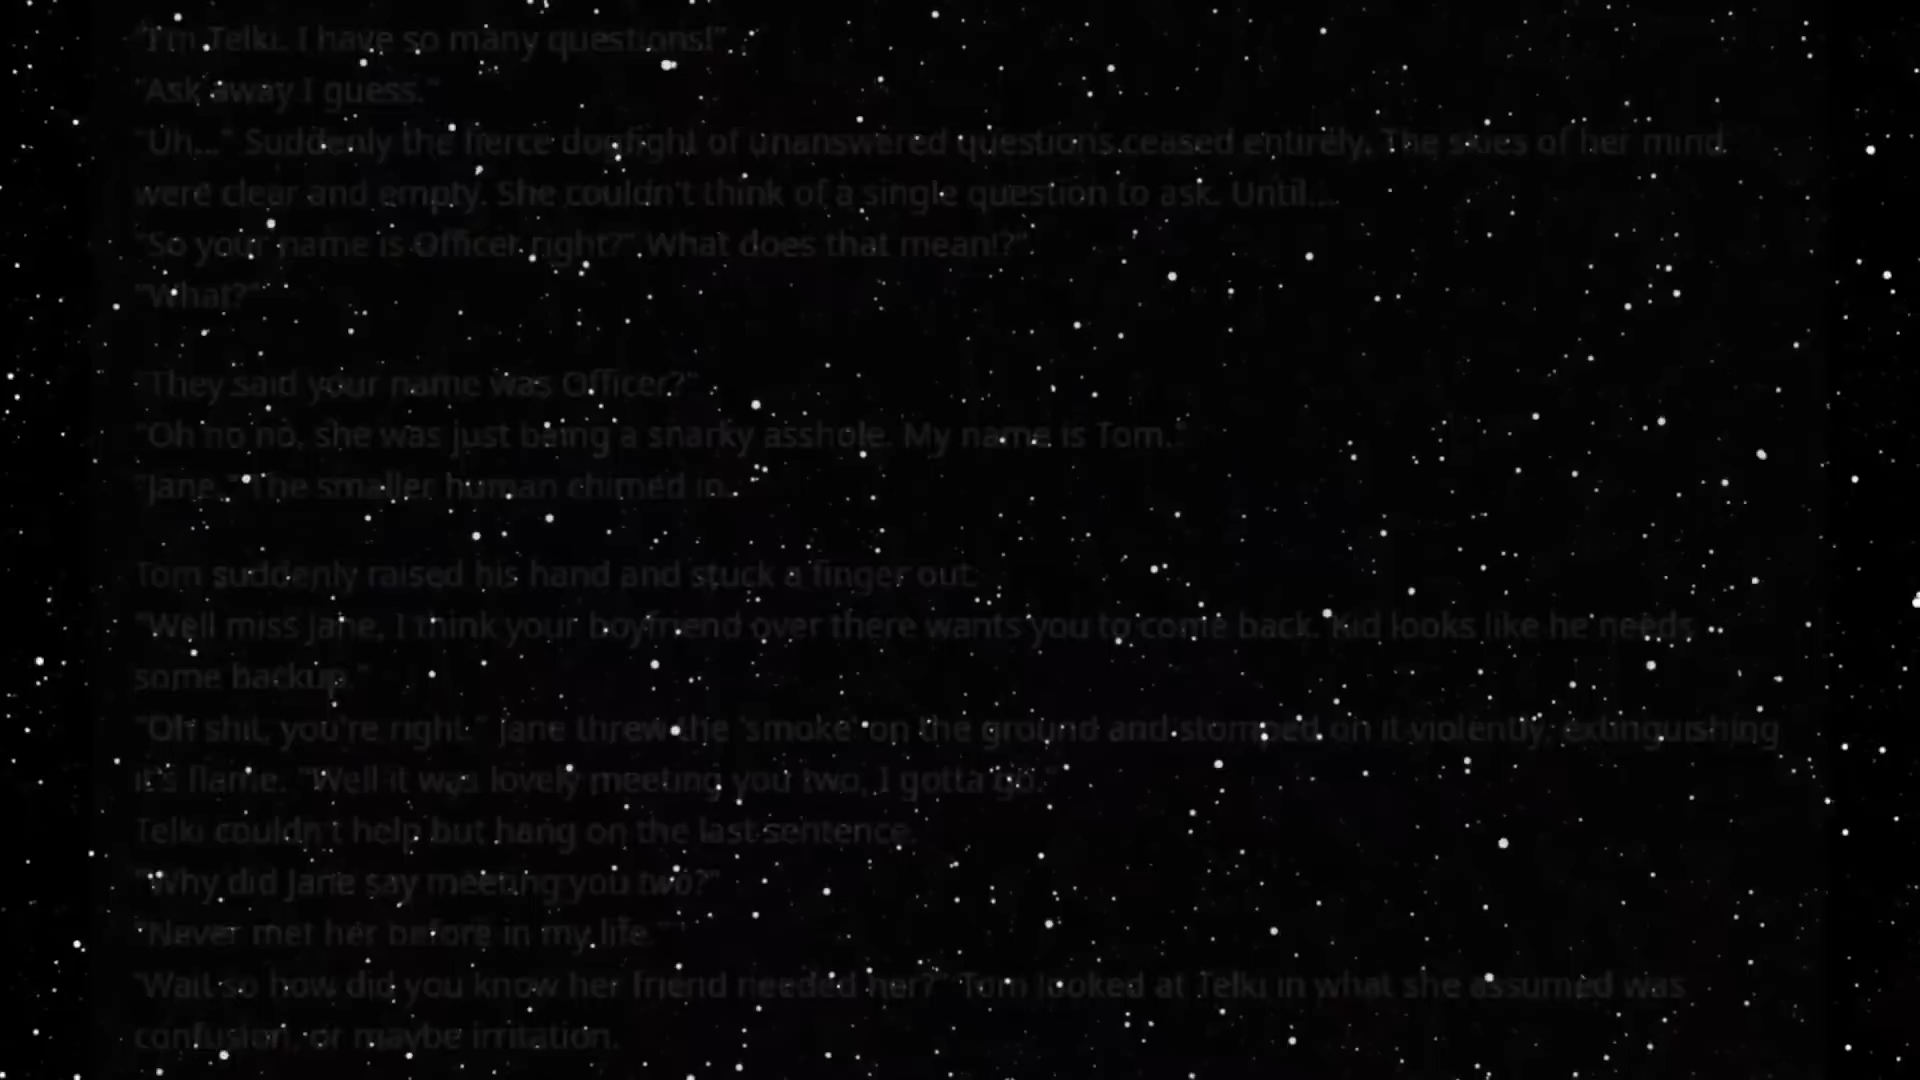 "I'm Telki. I have so many questions!"
"Ask away I guess."
"Uh..." Suddenly the fierce dogfight of unanswered questions ceased entirely. The skies of her mind
were clear and empty. She couldn't think of a single question to ask. Until...
"So your name is Officer right?" What does that mean!?"
"What?"
"They said your name was Officer?"
"Oh no no, she was just being a snarky asshole. My name is Tom."
"Jane." The smaller human chimed in.
Tom suddenly raised his hand and stuck a finger out.
"Well miss Jane, I think your boyfriend over there wants you to come back. Kid looks like he needs
some backup."
"Oh shit, you're right." Jane threw the 'smoke' on the ground and stomped on it violently, extinguishing
it's flame. "Well it was lovely meeting you two, I gotta go."
Telki couldn't help but hang on the last sentence.
"Why did Jane say meeting you two?"
"Never met her before in my life."
"Wait so how did you know her friend needed her?" Tom looked at Telki in what she assumed was
confusion, or maybe irritation.